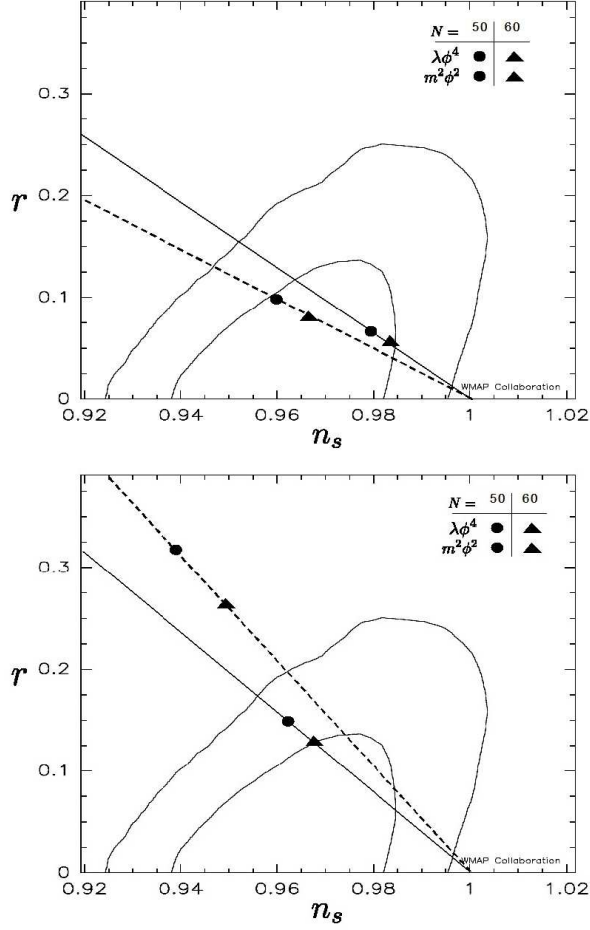 N = 50 60
λϕ⁴
m²ϕ²
0.3
0.2
0.1
0
r
WMAP Collaboration
0.92 0.94 0.96 0.98 1 1.02
nₛ
N = 50 60
λϕ⁴
m²ϕ²
0.3
0.2
0.1
0
r
WMAP Collaboration
0.92 0.94 0.96 0.98 1 1.02
nₛ